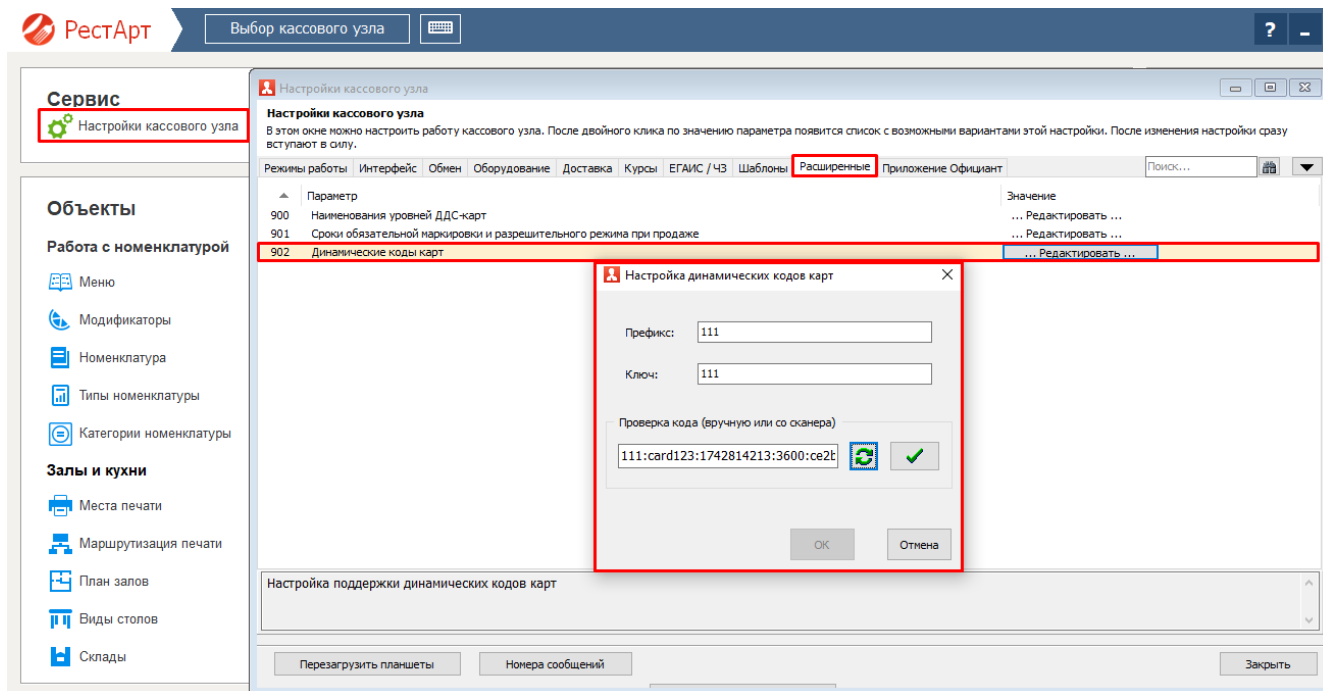 РестАрт
Выбор кассового узла
?
Сервис
Настройки кассового узла
Объекты
Работа с номенклатурой
Меню
Модификаторы
Номенклатура
Типы номенклатуры
Категории номенклатуры
Залы и кухни
Места печати
Маршрутизация печати
План залов
Виды столов
Склады
Настройки кассового узла
Настройки кассового узла
В этом окне можно настроить работу кассового узла. После двойного клика по значению параметра появится список с возможными вариантами этой настройки. После изменения настройки сразу
вступают в силу.
Режимы работы Интерфейс Обмен Оборудование Доставка Курсы ЕГАИС / ЧЗ Шаблоны Расширенные Приложение Официант Поиск...
Параметр Значение
900 Наименования уровней ДДС-карт ... Редактировать ...
901 Сроки обязательной маркировки и разрешительного режима при продаже ... Редактировать ...
902 Динамические коды карт ... Редактировать ...
Настройка динамических кодов карт
Префикс: 111
Ключ: 111
Проверка кода (вручную или со сканера)
111:card123:1742814213:3600:ce2b
ОК Отмена
Настройка поддержки динамических кодов карт
Перезагрузить планшеты Номера сообщений Закрыть